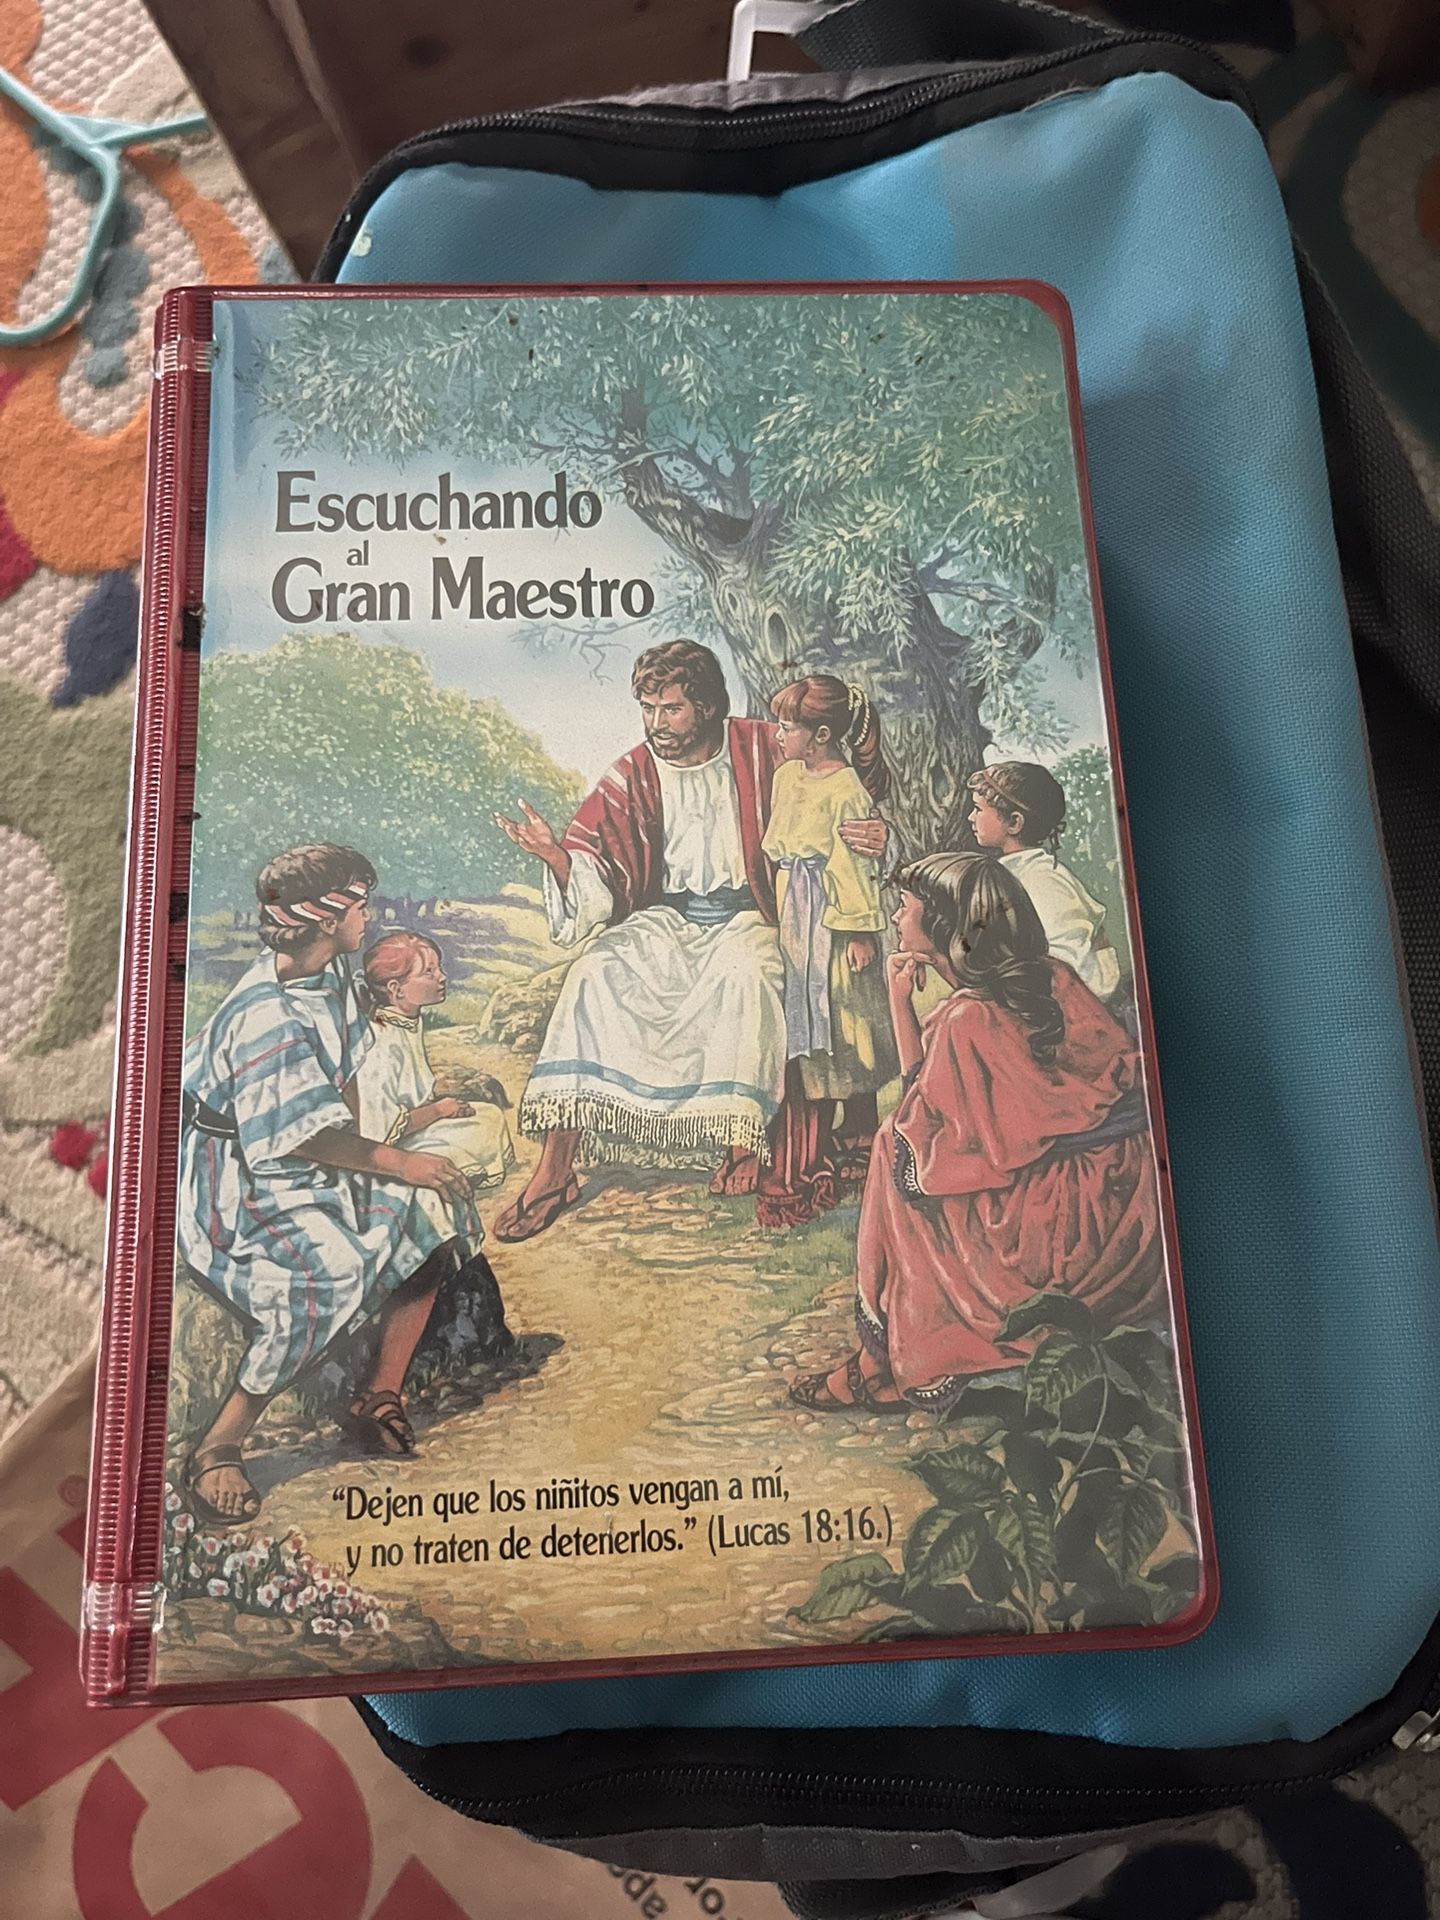 Escuchando
al
Gran Maestro
“Dejen que los niñitos vengan a mí,
y no traten de detenerlos.” (Lucas 18:16.)